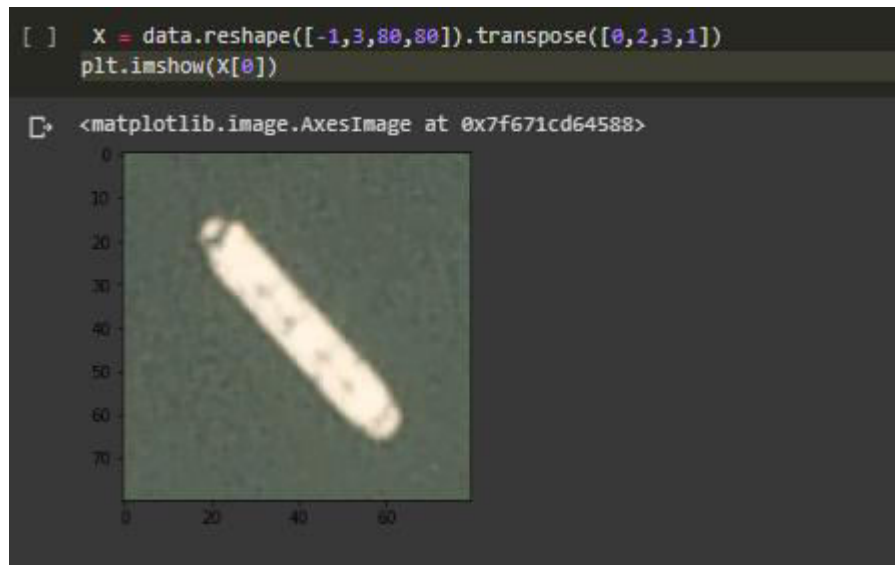 [ ] X = data.reshape([-1,3,80,80]).transpose([0,2,3,1])
plt.imshow(X[0])
<matplotlib.image.AxesImage at 0x7f671cd64588>
0
10
20
30
40
50
60
70
0 20 40 60